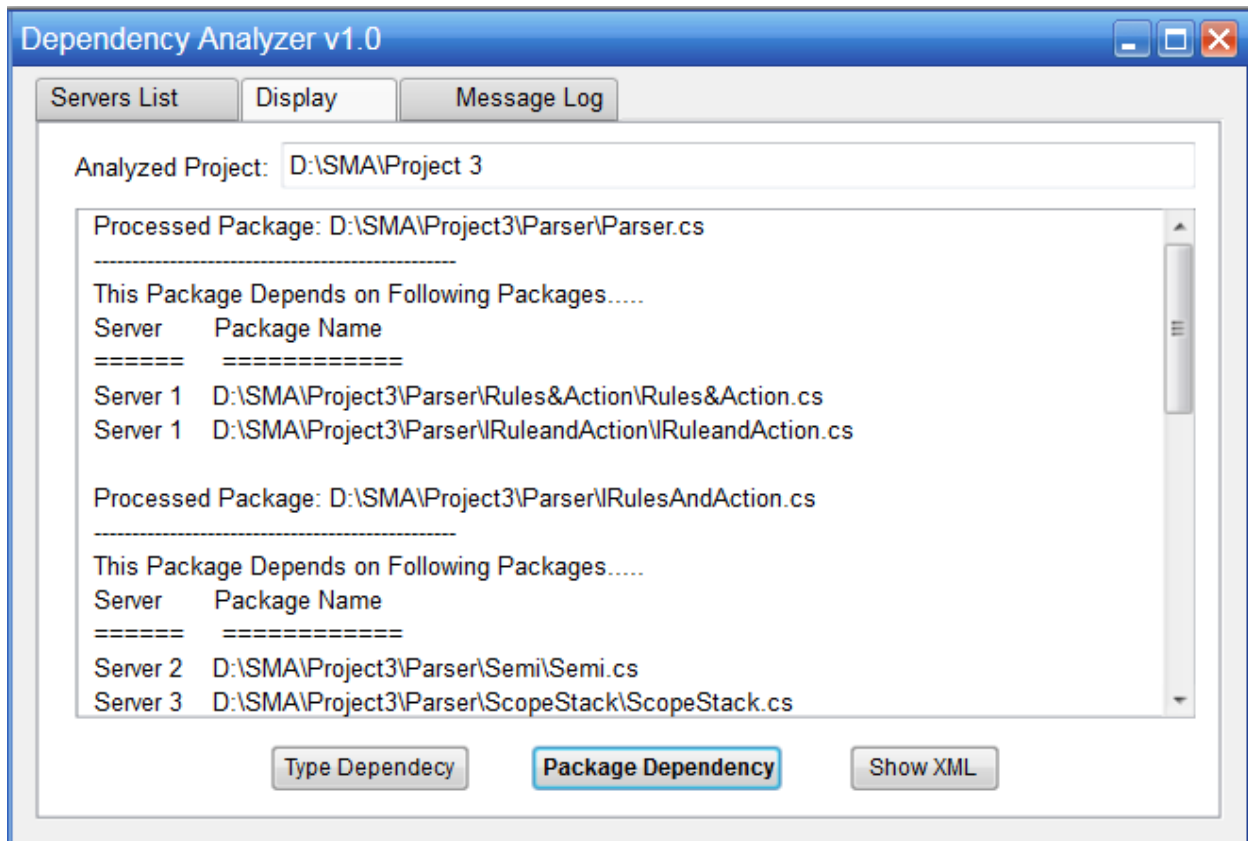 Dependency Analyzer v1.0
Servers List Display Message Log
Analyzed Project: D:\SMA\Project 3
Processed Package: D:\SMA\Project3\Parser\Parser.cs
------------------------------------------------
This Package Depends on Following Packages.....
Server Package Name
====== ============
Server 1 D:\SMA\Project3\Parser\Rules&Action\Rules&Action.cs
Server 1 D:\SMA\Project3\Parser\IRuleandAction\IRuleandAction.cs
Processed Package: D:\SMA\Project3\Parser\IRulesAndAction.cs
------------------------------------------------
This Package Depends on Following Packages.....
Server Package Name
====== ============
Server 2 D:\SMA\Project3\Parser\Semi\Semi.cs
Server 3 D:\SMA\Project3\Parser\ScopeStack\ScopeStack.cs
Type Dependecy Package Dependency Show XML